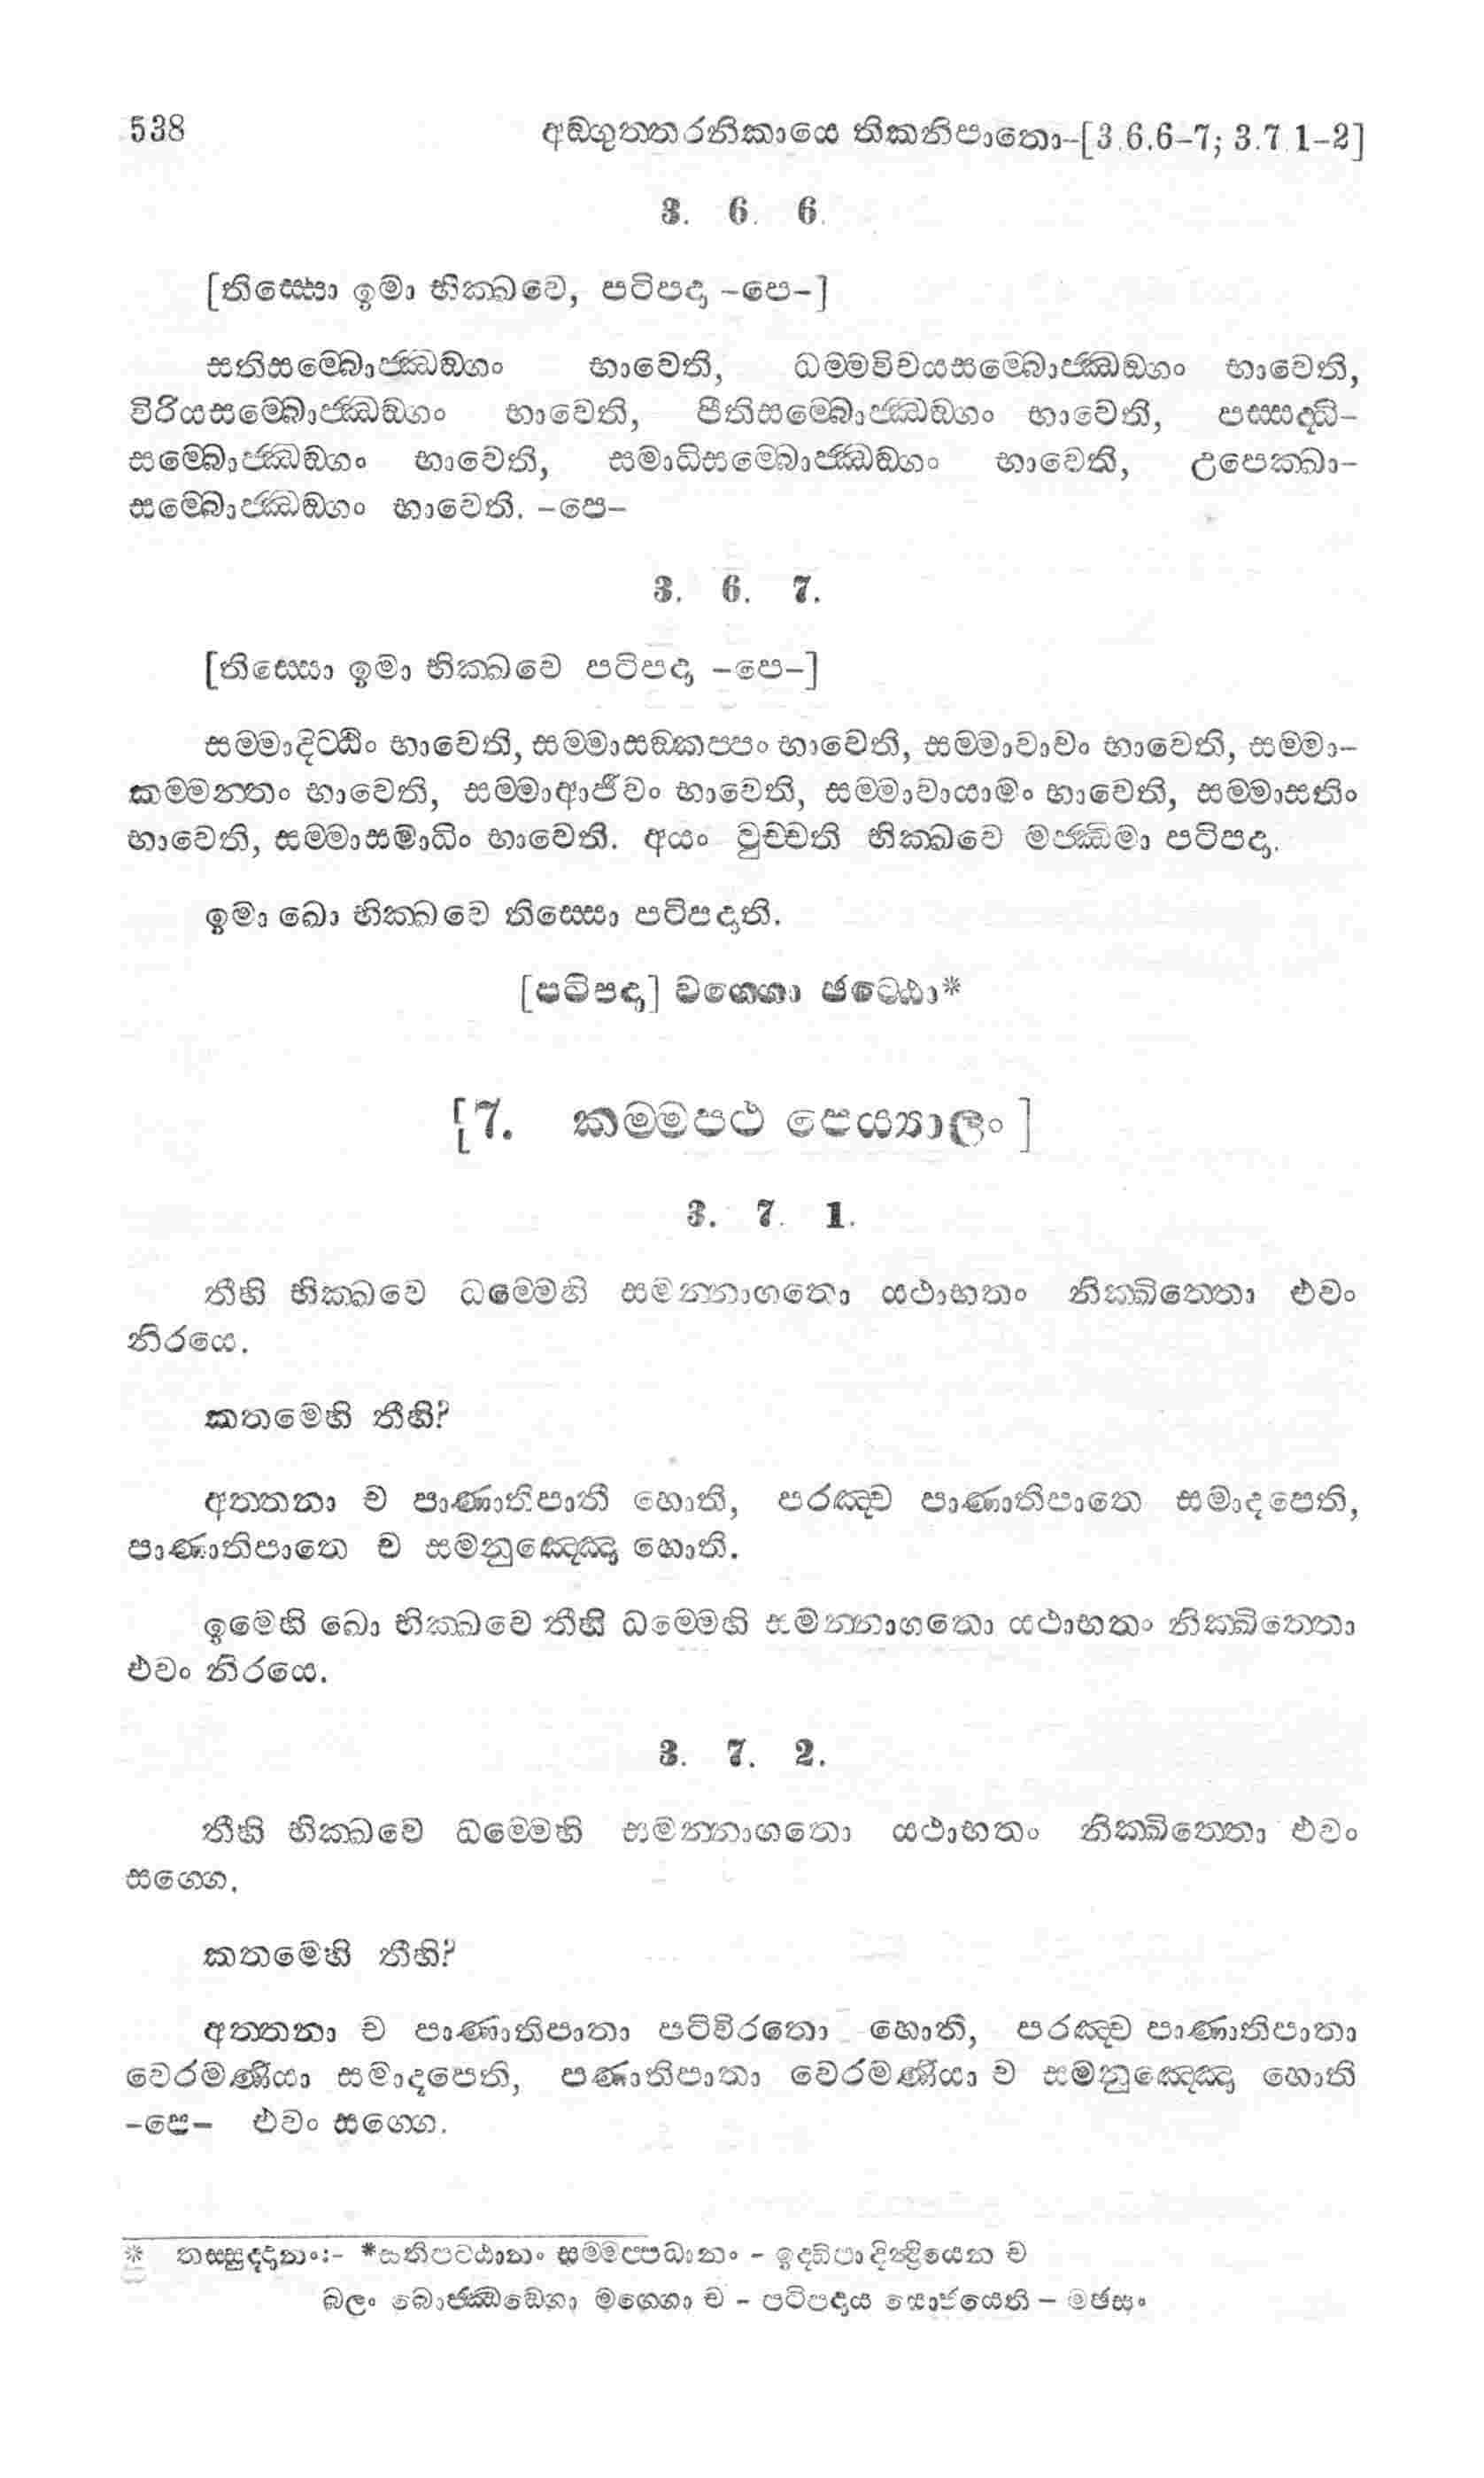 538 අඞ්ගුත්තරනිකායෙ තිකනිපාතො-[3.6.6-7; 3.7 1-2]
3. 6. 6.
[තිස්සො ඉමා භික්ඛවෙ, පටිපදා -පෙ-]
සතිසම්බොජ්ඣඞ්ගං භාවෙති, ධම්මවිචයසම්බොජ්ඣඞ්ගං භාවෙති,
විරියසම්බොජ්ඣඞ්ගං භාවෙති, පීතිසම්බොජ්ඣඞ්ගං භාවෙති, පස්සද්ධි-
සම්බොජ්ඣඞ්ගං භාවෙති, සමාධිසම්බොජ්ඣඞ්ගං භාවෙති, උපෙක්ඛා-
සම්බොජ්ඣඞ්ගං භාවෙති. -පෙ-
3. 6. 7.
[තිස්සො ඉමා භික්ඛවෙ පටිපදා -පෙ-]
සම්මාදිට්ඨිං භාවෙති, සම්මාසඞ්කප්පං භාවෙති, සම්මාවාචං භාවෙති, සම්මා-
කම්මන්තං භාවෙති, සම්මාආජීවං භාවෙති, සම්මාවායාමං භාවෙති, සම්මාසතිං
භාවෙති, සම්මාසමාධිං භාවෙති. අයං වුච්චති භික්ඛවෙ මජ්ඣිමා පටිපදා.
ඉමා ඛො භික්ඛවෙ තිස්සො පටිපදාති.
[පටිපදා] වග්ගො ඡට්ඨො*
[7. කම්මපථ පෙය්‍යාලං]
3. 7. 1.
තීහි භික්ඛවෙ ධම්මෙහි සමන්නාගතො යථාභතං නික්ඛිත්තො එවං
නිරයෙ.
කතමෙහි තීහි?
අත්තනා ච පාණාතිපාතී හොති, පරඤ්ච පාණාතිපාතෙ සමාදපෙති,
පාණාතිපාතෙ ච සමනුඤ්ඤො හොති.
ඉමෙහි ඛො භික්ඛවෙ තීහි ධම්මෙහි සමන්නාගතො යථාභතං නික්ඛිත්තො
එවං නිරයෙ.
3. 7. 2.
තීහි භික්ඛවෙ ධම්මෙහි සමන්නාගතො යථාභතං නික්ඛිත්තො එවං
සග්ගෙ.
කතමෙහි තීහි?
අත්තනා ච පාණාතිපාතා පටිවිරතො හොති, පරඤ්ච පාණාතිපාතා
වෙරමණියා සමාදපෙති, පණාතිපාතා වෙරමණියා ච සමනුඤ්ඤො හොති
-පෙ- එවං සග්ගෙ.
* තස්සුද්දානං:- *සතිපට්ඨානං සම්මප්පධානං - ඉද්ධිපාදින්ද්‍රියෙන ච
බලං බොජ්ඣඞ්ගො මග්ගො ච - පටිපදාය යොජයෙති - මඡසං